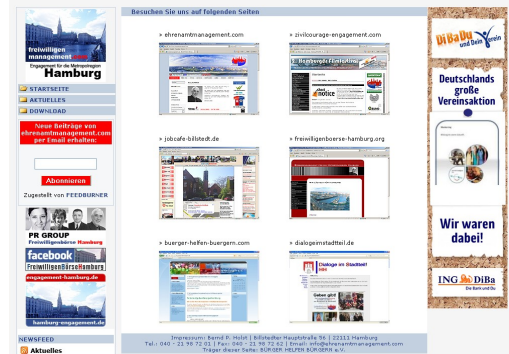 freiwilligen
management
Engagement für die Metropolregion
Hamburg
STARTSEITE
AKTUELLES
DOWNLOAD
Neue Beiträge von
ehrenamtmanagement.com
per Email erhalten:
Abonnieren
Zugestellt von FEEDBURNER
PR GROUP
Freiwilligenbörse Hamburg
facebook
FreiwilligenBörseHamburg
engagement-hamburg.de
hamburg-engagement.de
NEWSFEED
Aktuelles
Besuchen Sie uns auf folgenden Seiten
» ehrenamtmanagement.com
» zivilcourage-engagement.com
» jobcafe-billstedt.de
» freiwilligenboerse-hamburg.org
» buerger-helfen-buergern.com
» dialogeimstadtteil.de
Dialoge im Stadtteil
Impressum: Bernd P. Holst | Billstedter Hauptstraße 96 | 22111 Hamburg
Tel.: 040 - 21 98 72 01 | Fax: 040 - 21 98 72 62 | Email: info@ehrenamtmanagement.com
Träger dieser Seite: BÜRGER HELFEN BÜRGERN e.V.
DiBaDu
und Dein Verein
Deutschlands
große
Vereinsaktion
Wir waren
dabei!
ING DiBa
Die Bank und Du